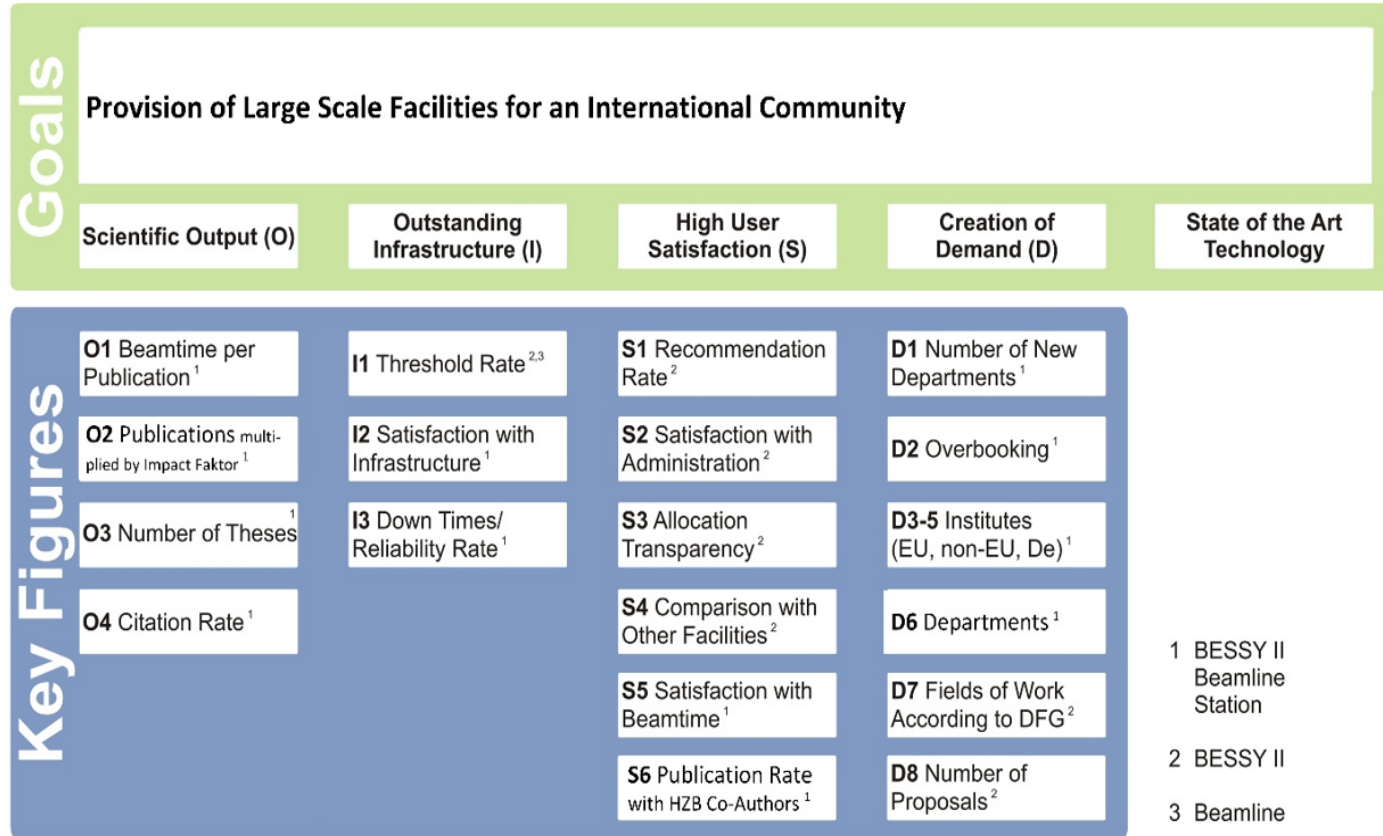 Goals
Provision of Large Scale Facilities for an International Community
Scientific Output (O)
Outstanding
Infrastructure (I)
High User
Satisfaction (S)
Creation of
Demand (D)
State of the Art
Technology
Key Figures
O1 Beamtime per
Publication 1
O2 Publications multi-
plied by Impact Faktor 1
O3 Number of Theses 1
O4 Citation Rate 1
I1 Threshold Rate 2,3
I2 Satisfaction with
Infrastructure 1
I3 Down Times/
Reliability Rate 1
S1 Recommendation
Rate 2
S2 Satisfaction with
Administration 2
S3 Allocation
Transparency 2
S4 Comparison with
Other Facilities 2
S5 Satisfaction with
Beamtime 1
S6 Publication Rate
with HZB Co-Authors 1
D1 Number of New
Departments 1
D2 Overbooking 1
D3-5 Institutes
(EU, non-EU, De) 1
D6 Departments 1
D7 Fields of Work
According to DFG 2
D8 Number of
Proposals 2
1 BESSY II
Beamline
Station
2 BESSY II
3 Beamline